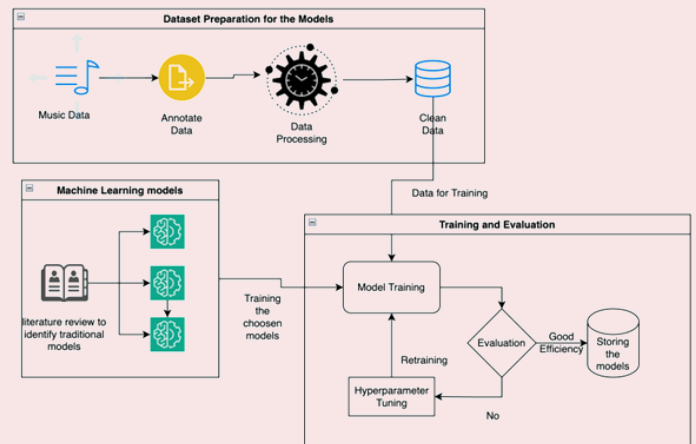 Dataset Preparation for the Models
Music Data
Annotate
Data
Data
Processing
Clean
Data
Data for Training
Machine Learning models
literature review to
identify traditional
models
Training
the
choosen
models
Training and Evaluation
Model Training
Evaluation
Good
Efficiency
Storing
the
models
Retraining
Hyperparameter
Tuning
No